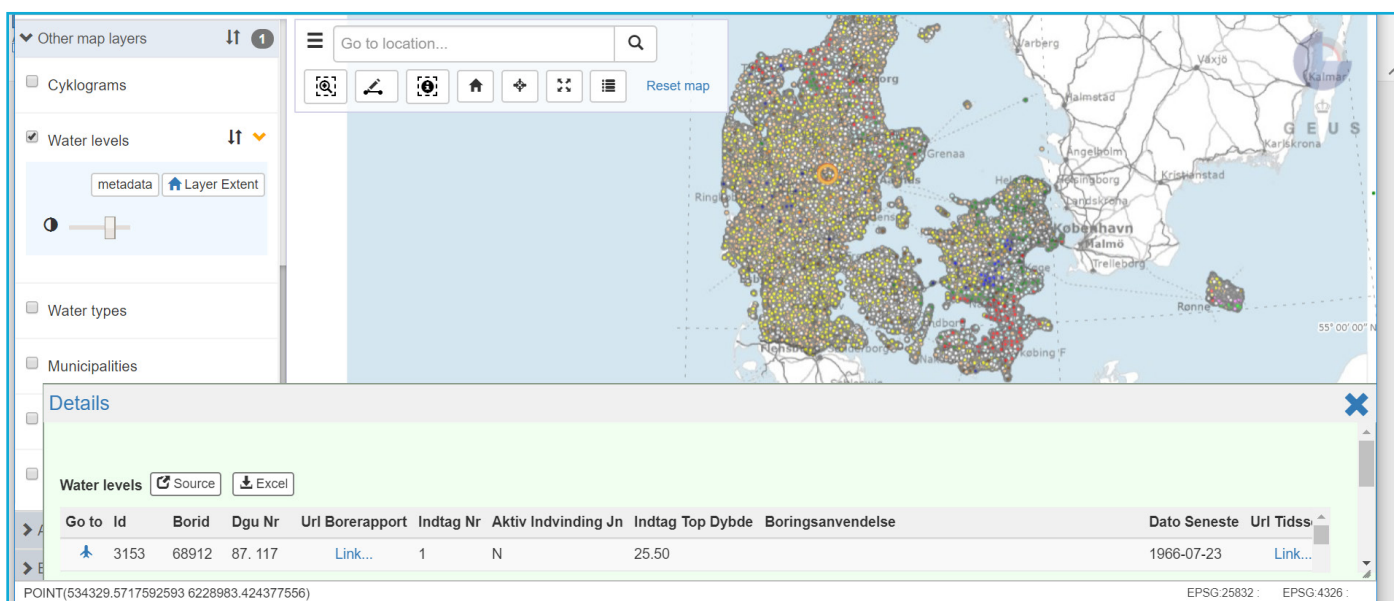 Other map layers 1
Cyklograms
Water levels
metadata Layer Extent
Water types
Municipalities
Go to location...
Reset map
Varberg
Växjö
Kalmar
Halmstad
GEUS
Karlskrona
Ängelholm
Kristianstad
Grenaa
Helsingborg
Landskrona
København
Malmö
Trelleborg
Køge
Rønne
55° 00' 00" N
Details
Water levels Source Excel
Go to Id Borid Dgu Nr Url Borerapport Indtag Nr Aktiv Indvinding Jn Indtag Top Dybde Boringsanvendelse Dato Seneste Url Tidss
3153 68912 87. 117 Link... 1 N 25.50 1966-07-23 Link...
POINT(534329.5717592593 6228983.424377556) EPSG:25832 : EPSG:4326 :